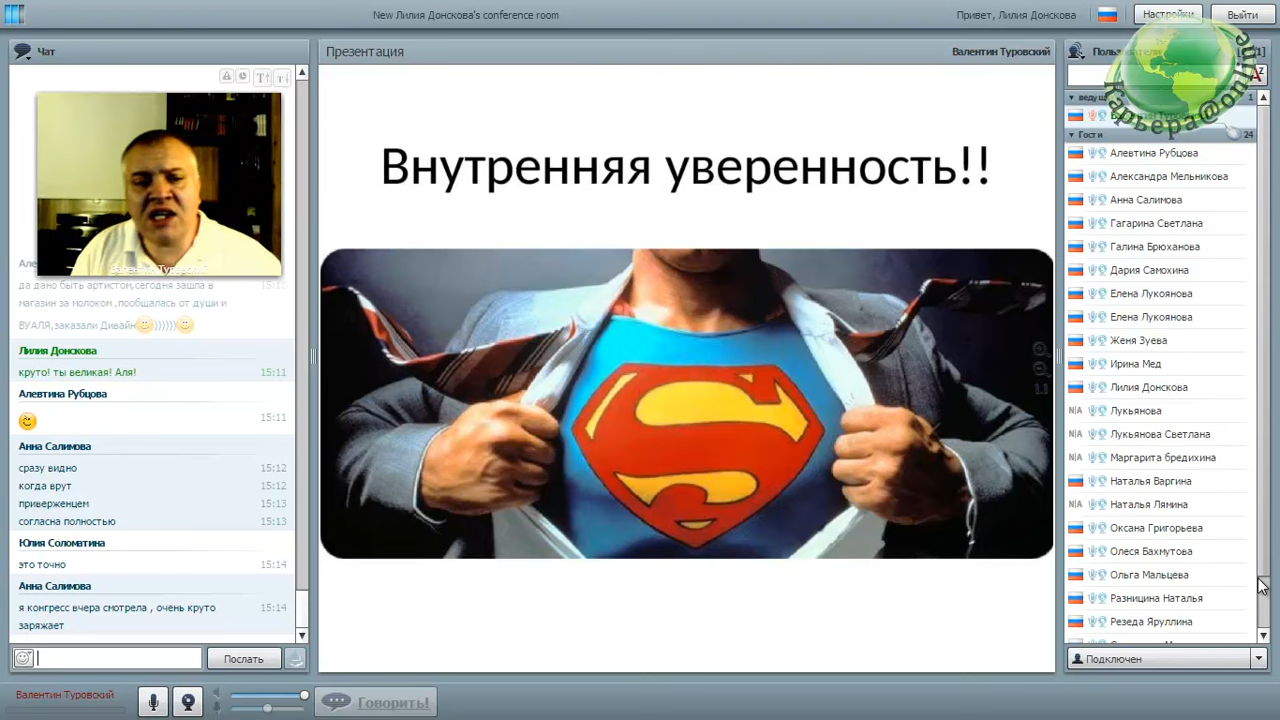 New Лилия Донскова's conference room
Привет, Лилия Донскова
Настройки
Выйти
Чат
Презентация
Валентин Туровский
Карьера@online
24
да дано быть артистом,сегодня зашла в
магазин за молоком ,пообщалась от души и
ВУАЛЯ,заказали Дивайн ))))))
Лилия Донскова
круто! ты великая! Аля!
15:11
Алевтина Рубцова
15:11
Анна Салимова
сразу видно 15:12
когда врут 15:12
приверженцем 15:13
согласна полностью 15:13
Юлия Соломатина
это точно 15:14
Анна Салимова
я конгресс вчера смотрела , очень круто 15:14
заряжает
Послать
Внутренняя уверенность!!
S
Гости
Алевтина Рубцова
Александра Мельникова
Анна Салимова
Гагарина Светлана
Галина Брюханова
Дария Самохина
Елена Лукоянова
Елена Лукоянова
Женя Зуева
Ирина Мед
Лилия Донскова
N/A Лукьянова
N/A Лукьянова Светлана
N/A Маргарита бредихина
Наталья Варгина
N/A Наталья Лямина
Оксана Григорьева
Олеся Бахмутова
Ольга Мальцева
Разницина Наталья
Резеда Яруллина
Подключен
Валентин Туровский
Говорить!